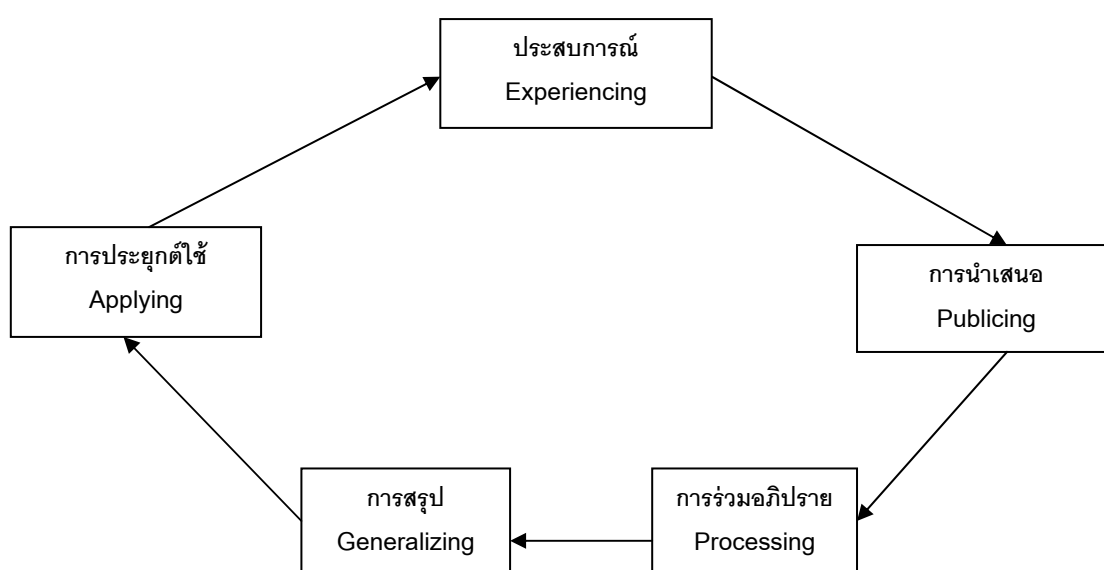 ประสบการณ์
Experiencing
การนำเสนอ
Publicing
การร่วมอภิปราย
Processing
การสรุป
Generalizing
การประยุกต์ใช้
Applying